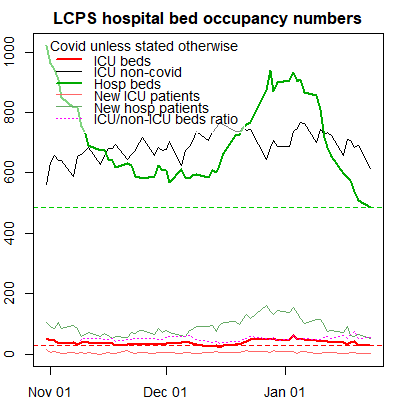 LCPS hospital bed occupancy numbers
Covid unless stated otherwise
ICU beds
ICU non-covid
Hosp beds
New ICU patients
New hosp patients
ICU/non-ICU beds ratio
1000
800
600
400
200
0
Nov 01 Dec 01 Jan 01